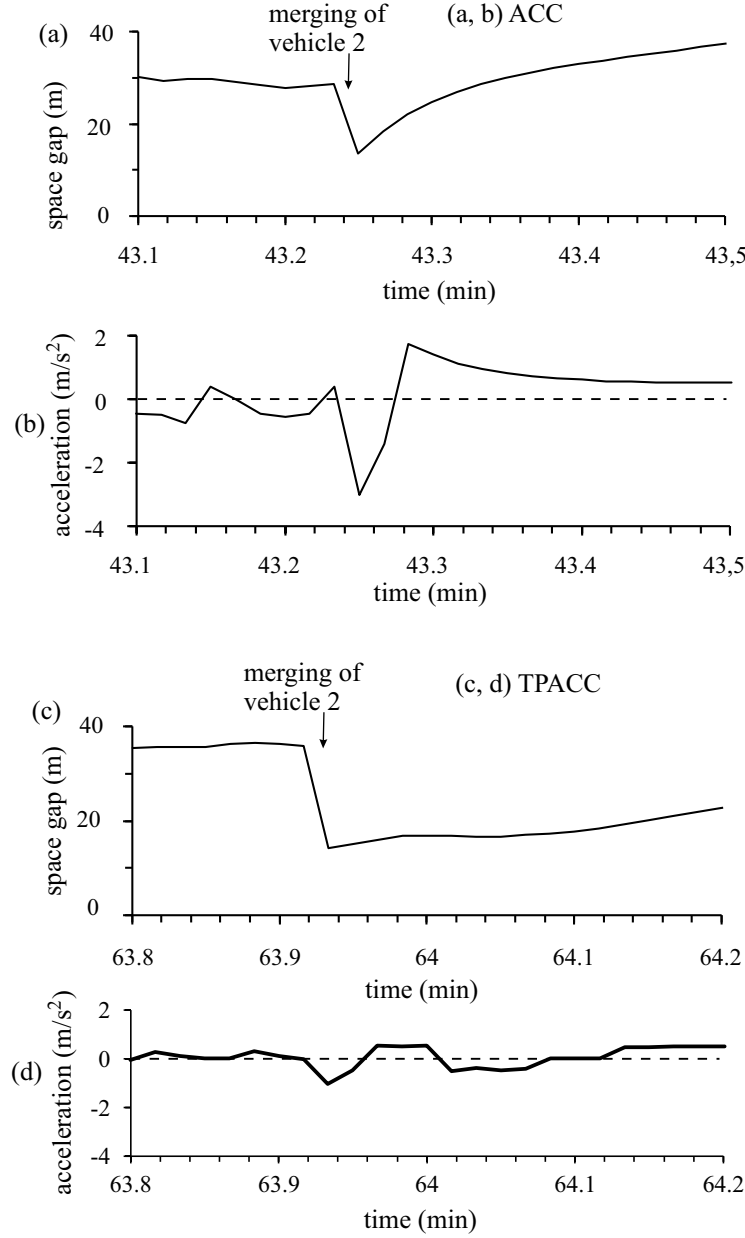 (a)
merging of
vehicle 2
(a, b) ACC
space gap (m)
40
20
0
43.1 43.2 43.3 43.4 43,5
time (min)
(b)
acceleration (m/s²)
2
0
-2
-4
43.1 43.2 43.3 43.4 43,5
time (min)
merging of
vehicle 2
(c, d) TPACC
(c)
space gap (m)
40
20
0
63.8 63.9 64 64.1 64.2
time (min)
(d)
acceleration (m/s²)
2
0
-2
-4
63.8 63.9 64 64.1 64.2
time (min)